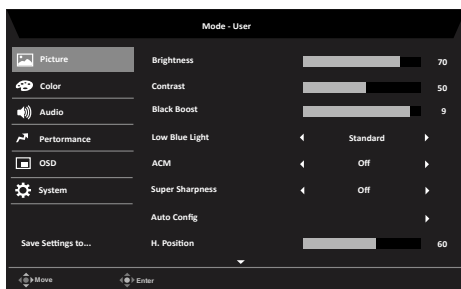 Mode - User
Picture
Brightness 70
Color
Contrast 50
Audio
Black Boost 9
Pertormance
Low Blue Light Standard
OSD
ACM Off
System
Super Sharpness Off
Auto Config
Save Settings to...
H. Position 60
Move Enter